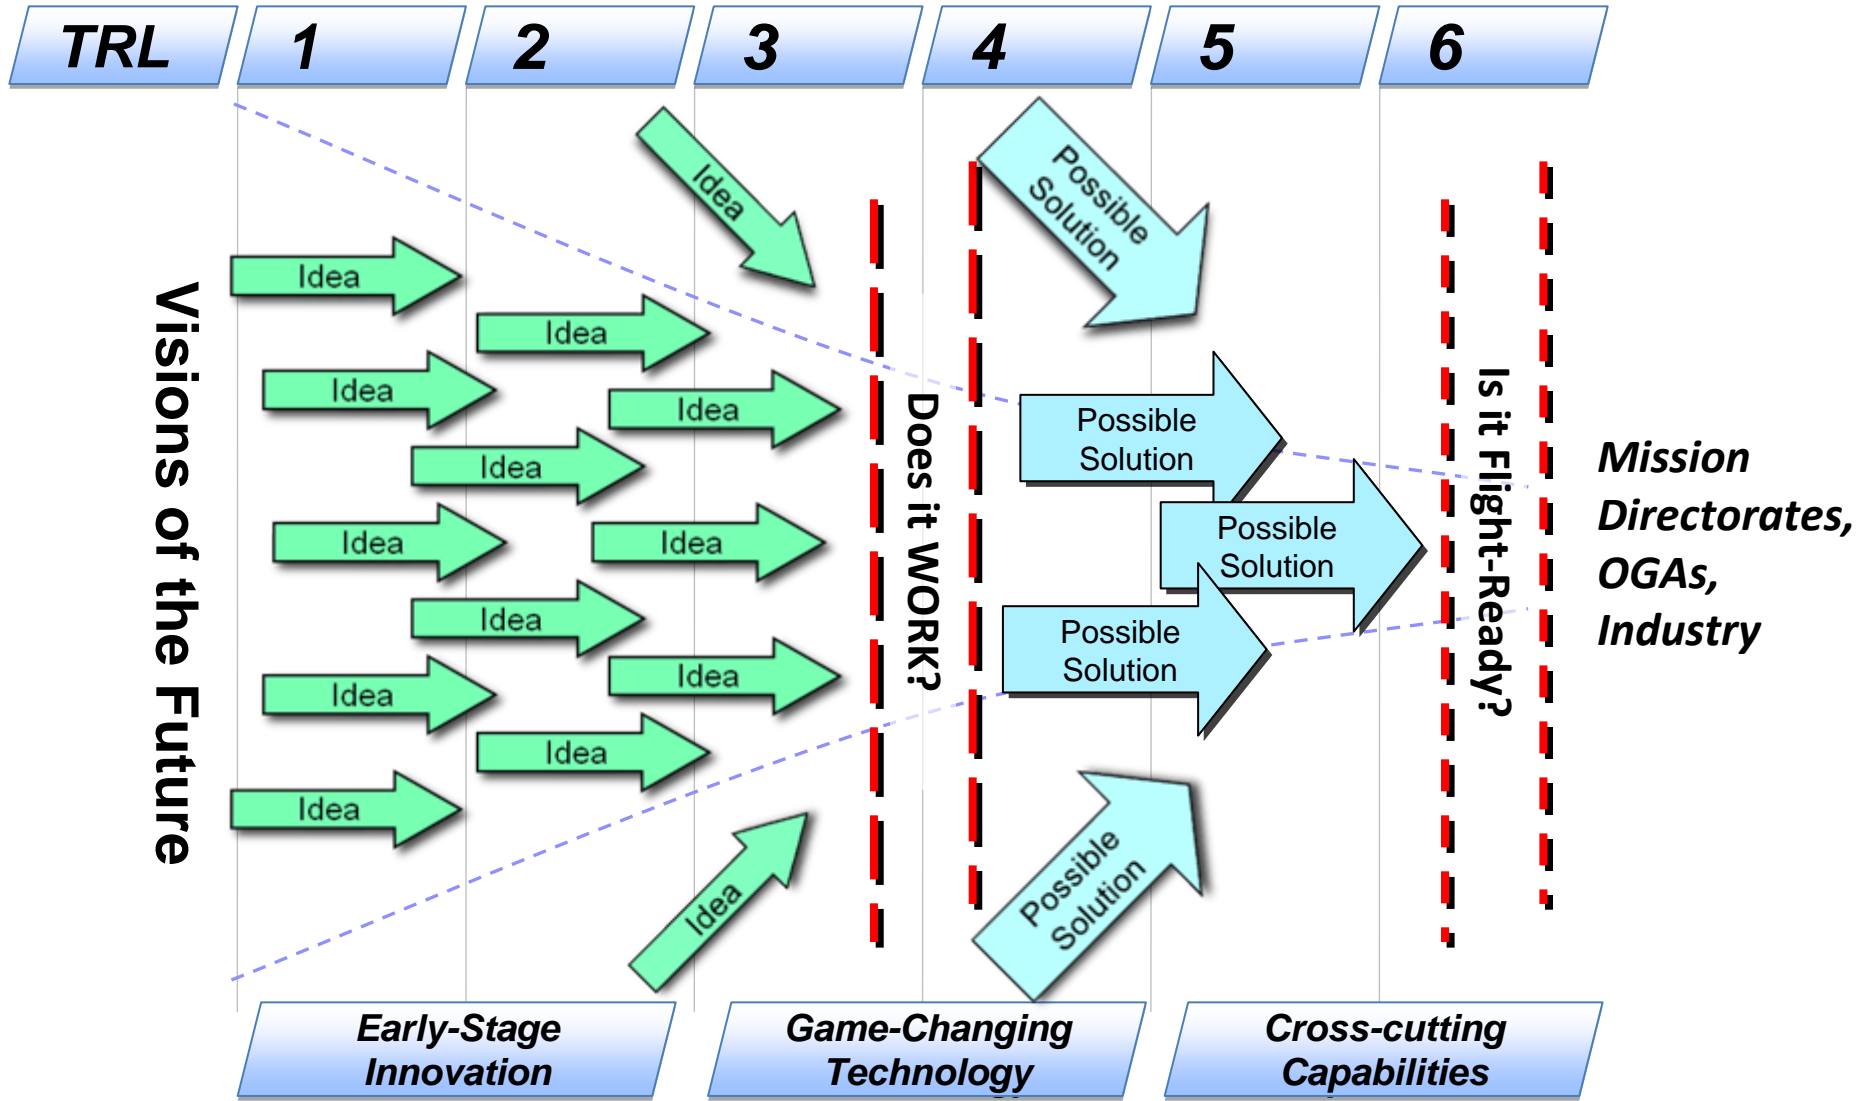 TRL
1
2
3
4
5
6
Visions of the Future
Idea
Idea
Idea
Idea
Idea
Idea
Idea
Idea
Idea
Idea
Idea
Idea
Idea
Idea
Does it WORK?
Possible
Solution
Possible
Solution
Possible
Solution
Possible
Solution
Possible
Solution
Is it Flight-Ready?
Mission
Directorates,
OGAs,
Industry
Early-Stage
Innovation
Game-Changing
Technology
Cross-cutting
Capabilities